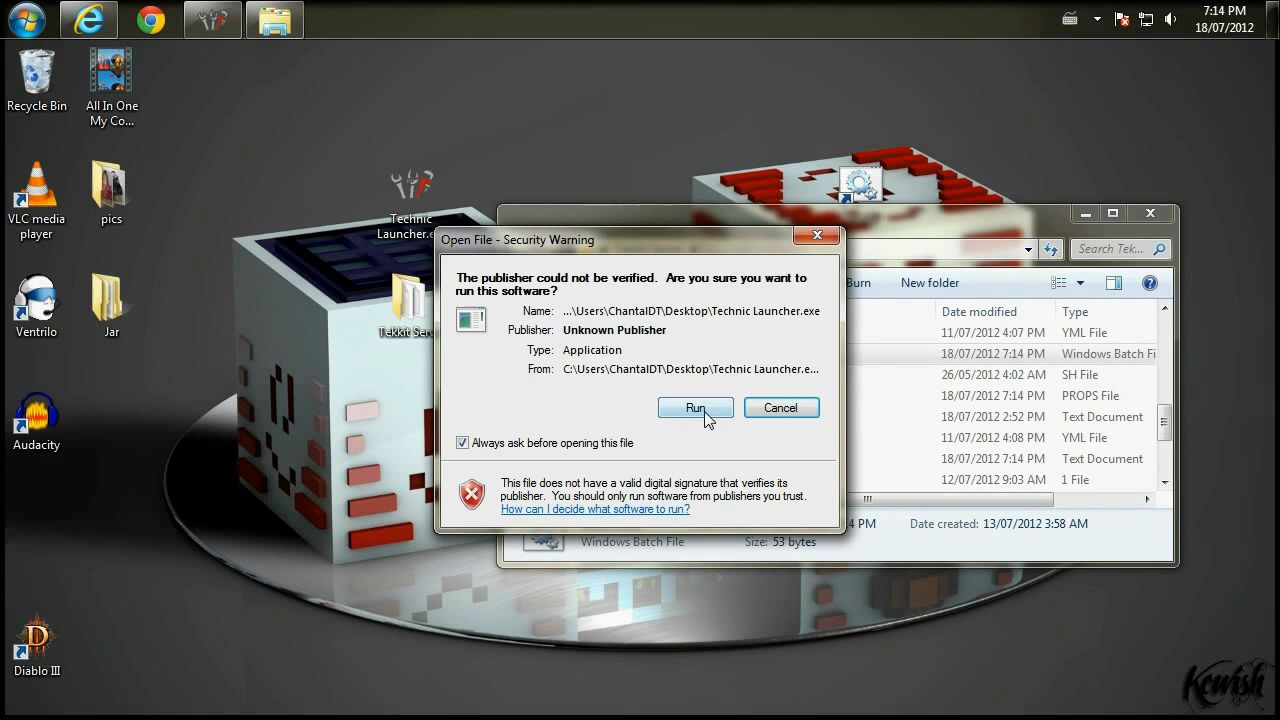 7:14 PM
18/07/2012
Recycle Bin
All In One
My Co...
VLC media
player
pics
Technic
Launcher.e
Ventrilo
Jar
Tekkit Serv
Audacity
Diablo III
Search Tek...
Burn
New folder
Date modified
Type
11/07/2012 4:07 PM
YML File
18/07/2012 7:14 PM
Windows Batch Fi
26/05/2012 4:02 AM
SH File
18/07/2012 7:14 PM
PROPS File
18/07/2012 2:52 PM
Text Document
11/07/2012 4:08 PM
YML File
18/07/2012 7:14 PM
Text Document
12/07/2012 9:03 AM
1 File
4 PM
Date created: 13/07/2012 3:58 AM
Windows Batch File
Size: 53 bytes
Open File - Security Warning
The publisher could not be verified. Are you sure you want to
run this software?
Name: ...\Users\ChantalDT\Desktop\Technic Launcher.exe
Publisher: Unknown Publisher
Type: Application
From: C:\Users\ChantalDT\Desktop\Technic Launcher.e...
Run
Cancel
Always ask before opening this file
This file does not have a valid digital signature that verifies its
publisher. You should only run software from publishers you trust.
How can I decide what software to run?
Kewish